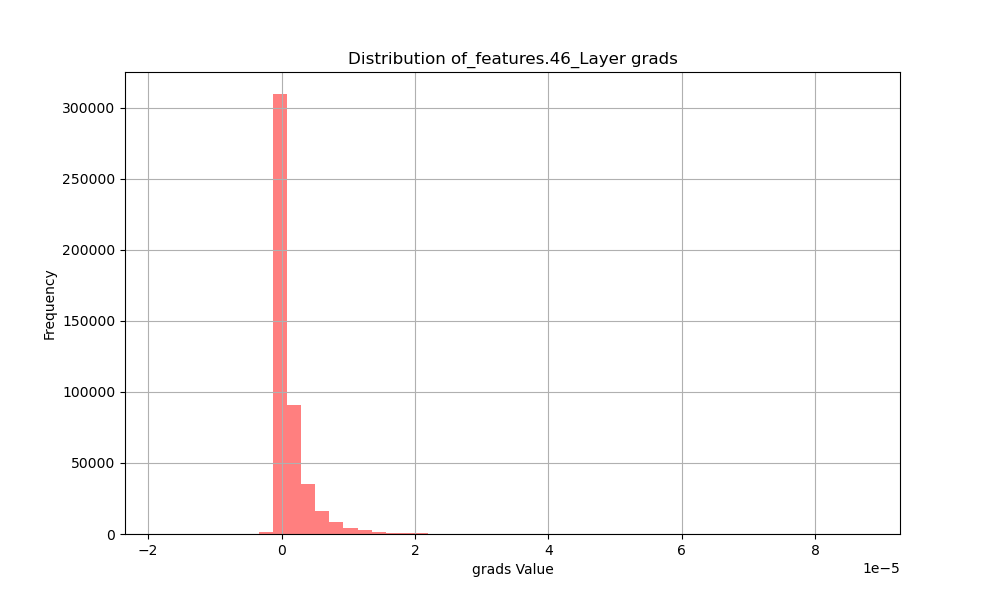 Distribution of_features.46_Layer grads
300000
250000
200000
150000
100000
50000
0
Frequency
−2 0 2 4 6 8
1e−5
grads Value